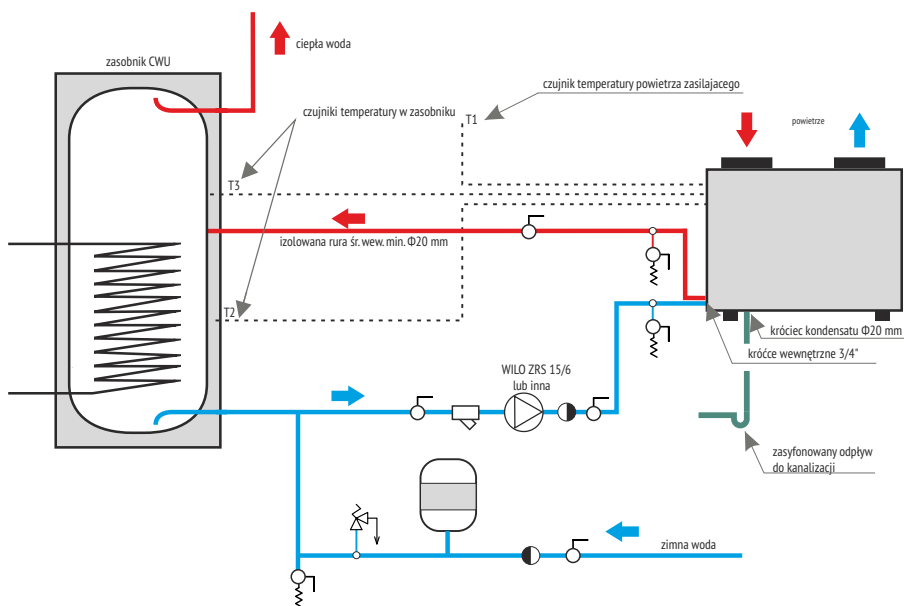 ciepła woda
zasobnik CWU
czujnik temperatury powietrza zasilajacego
czujniki temperatury w zasobniku
T1
powietrze
T3
izolowana rura śr. wew. min. Φ20 mm
T2
króciec kondensatu Φ20 mm
króćce wewnętrzne 3/4"
WILO ZRS 15/6
lub inna
zasyfonowany odpływ
do kanalizacji
zimna woda